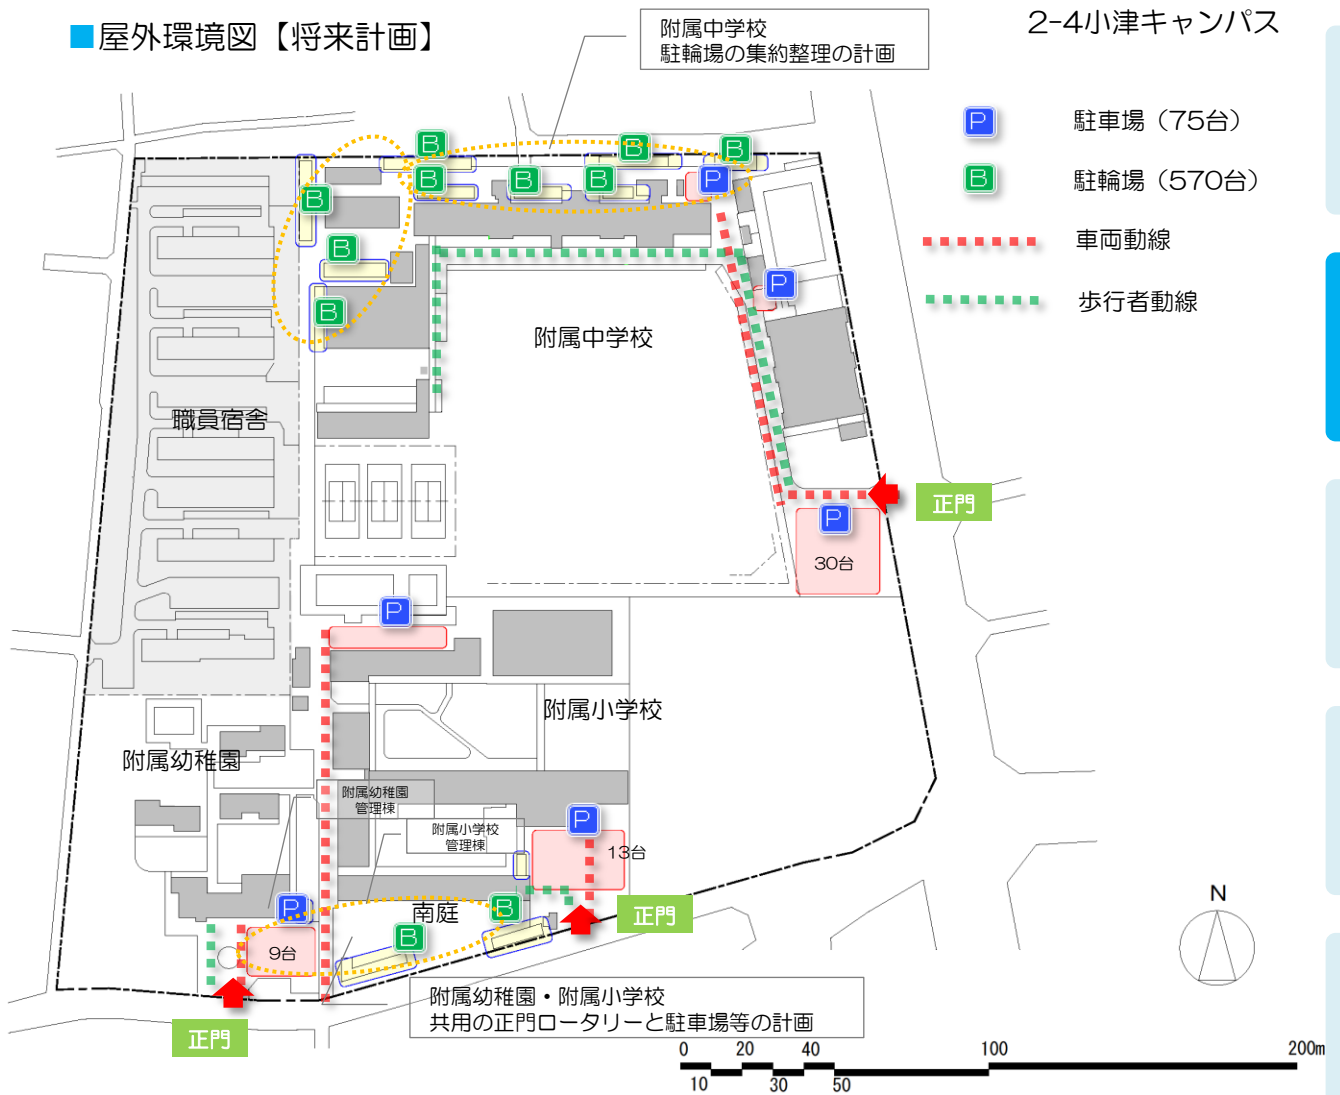 ■屋外環境図【将来計画】
2-4小津キャンパス
附属中学校
駐輪場の集約整理の計画
P 駐車場（75台）
B 駐輪場（570台）
車両動線
歩行者動線
B
B
B
B
B
B
P
B
B
P
B
附属中学校
職員宿舎
正門
P
30台
P
附属小学校
附属幼稚園
附属幼稚園
管理棟
附属小学校
管理棟
P
13台
P
南庭
B
正門
B
9台
附属幼稚園・附属小学校
共用の正門ロータリーと駐車場等の計画
正門
N
0 20 40 100 200m
10 30 50